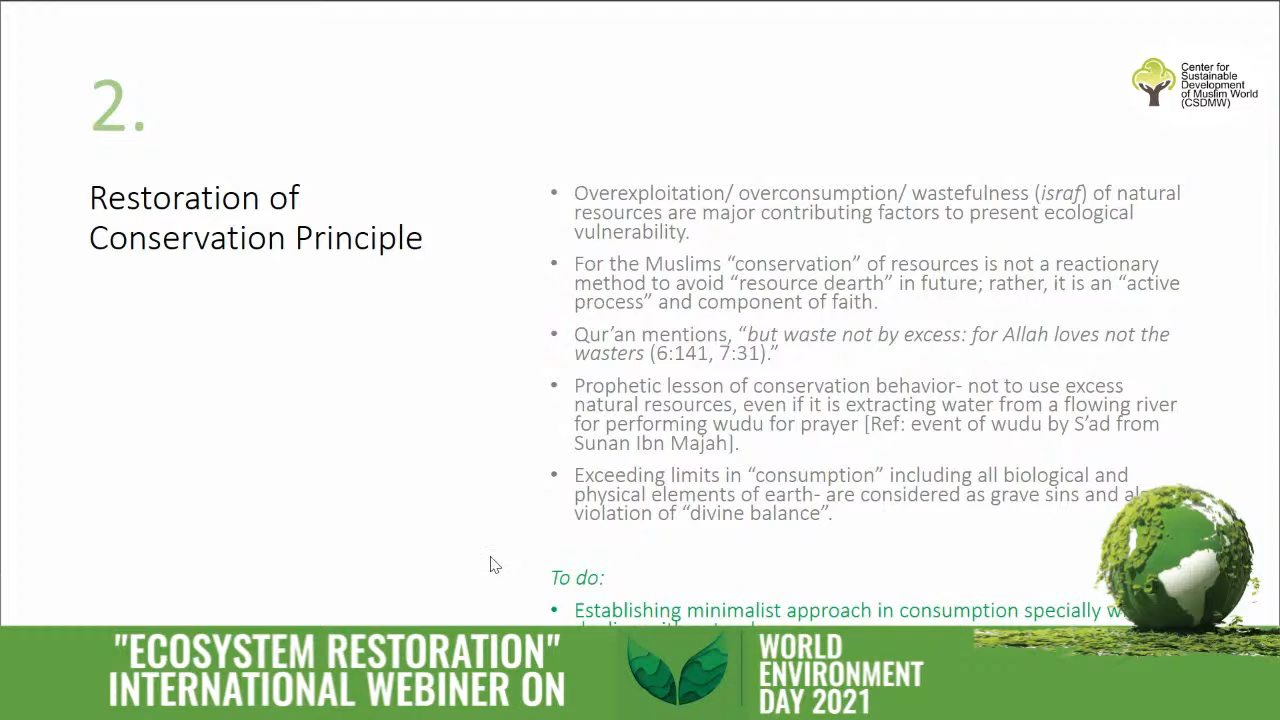 2.
Center for
Sustainable
Development
of Muslim World
(CSDMW)
Restoration of
Conservation Principle
• Overexploitation/ overconsumption/ wastefulness (israf) of natural
resources are major contributing factors to present ecological
vulnerability.
• For the Muslims “conservation” of resources is not a reactionary
method to avoid “resource dearth” in future; rather, it is an “active
process” and component of faith.
• Qur’an mentions, “but waste not by excess: for Allah loves not the
wasters (6:141, 7:31).”
• Prophetic lesson of conservation behavior- not to use excess
natural resources, even if it is extracting water from a flowing river
for performing wudu for prayer [Ref: event of wudu by S’ad from
Sunan Ibn Majah].
• Exceeding limits in “consumption” including all biological and
physical elements of earth- are considered as grave sins and
violation of “divine balance”.
To do:
• Establishing minimalist approach in consumption specially
"ECOSYSTEM RESTORATION"
INTERNATIONAL WEBINER ON
WORLD
ENVIRONMENT
DAY 2021